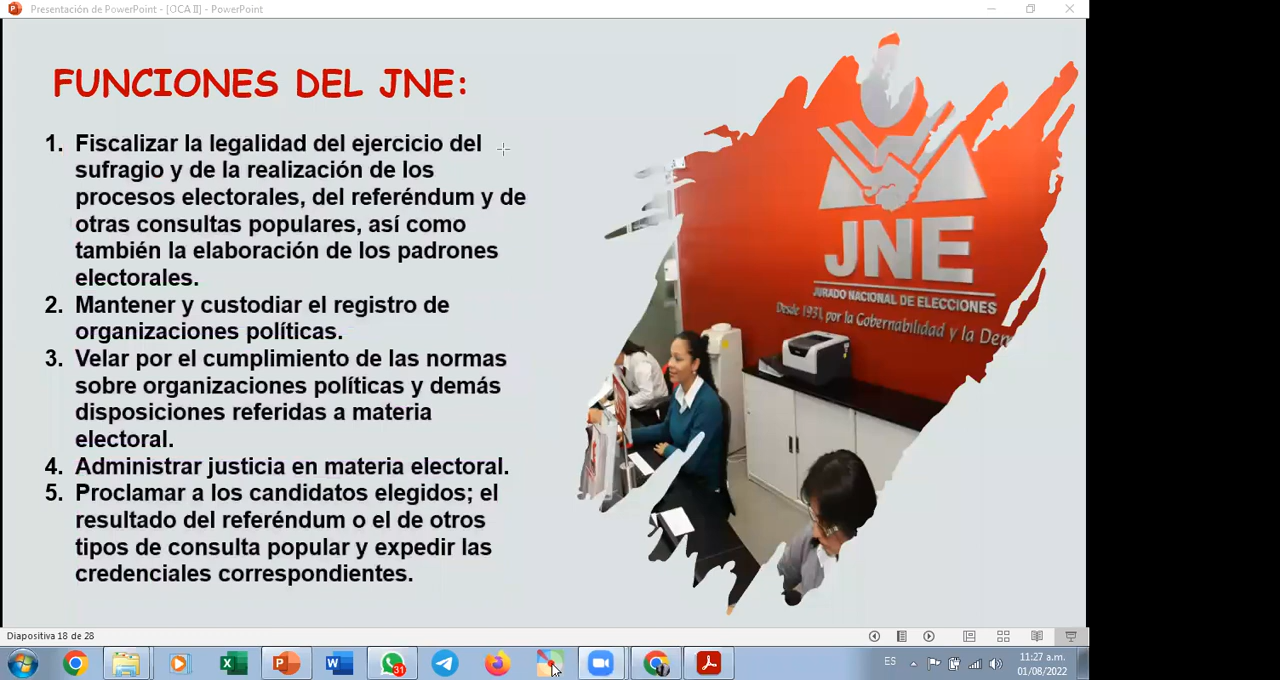 Presentación de PowerPoint - [OCA II] - PowerPoint
FUNCIONES DEL JNE:
1. Fiscalizar la legalidad del ejercicio del
sufragio y de la realización de los
procesos electorales, del referéndum y de
otras consultas populares, así como
también la elaboración de los padrones
electorales.
2. Mantener y custodiar el registro de
organizaciones políticas.
3. Velar por el cumplimiento de las normas
sobre organizaciones políticas y demás
disposiciones referidas a materia
electoral.
4. Administrar justicia en materia electoral.
5. Proclamar a los candidatos elegidos; el
resultado del referéndum o el de otros
tipos de consulta popular y expedir las
credenciales correspondientes.
JNE
JURADO NACIONAL DE ELECCIONES
Desde 1931, por la Gobernabilidad y la Dem
Diapositiva 18 de 28
31
ES
11:27 a.m.
01/08/2022